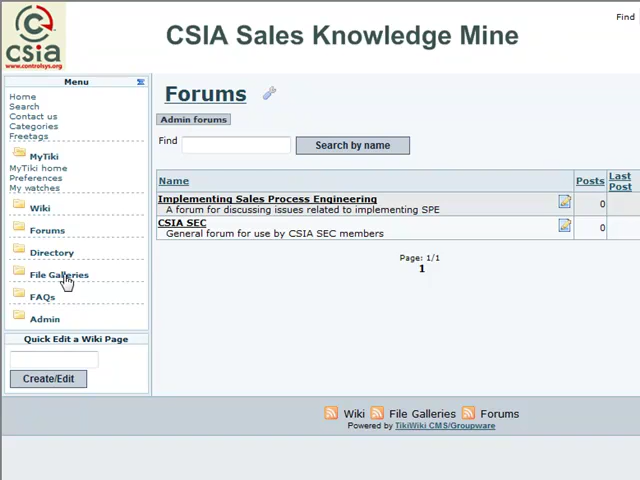 csia
www.controlsys.org
CSIA Sales Knowledge Mine
Find
Menu
Home
Search
Contact us
Categories
Freetags
MyTiki
MyTiki home
Preferences
My watches
Wiki
Forums
Directory
File Galleries
FAQs
Admin
Quick Edit a Wiki Page
Create/Edit
Forums
Admin forums
Find
Search by name
Name Posts Last Post
Implementing Sales Process Engineering 0
A forum for discussing issues related to implementing SPE
CSIA SEC 0
General forum for use by CSIA SEC members
Page: 1/1
1
Wiki File Galleries Forums
Powered by TikiWiki CMS/Groupware